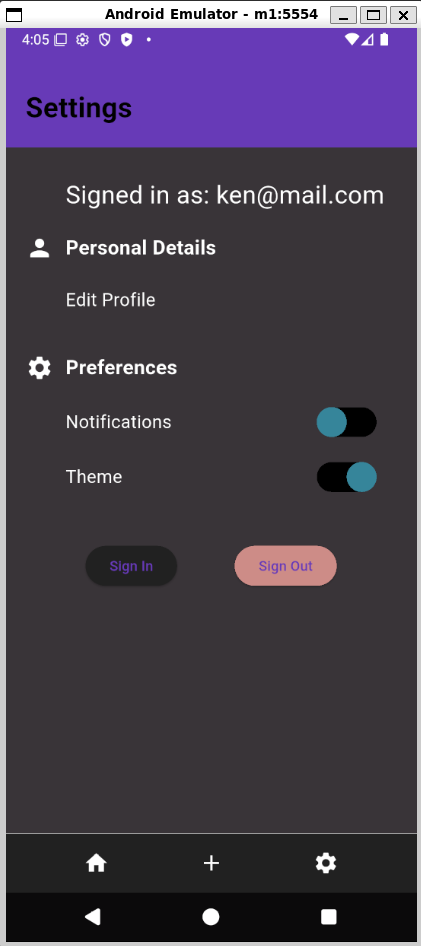 Android Emulator - m1:5554
4:05
Settings
Signed in as: ken@mail.com
Personal Details
Edit Profile
Preferences
Notifications
Theme
Sign In Sign Out